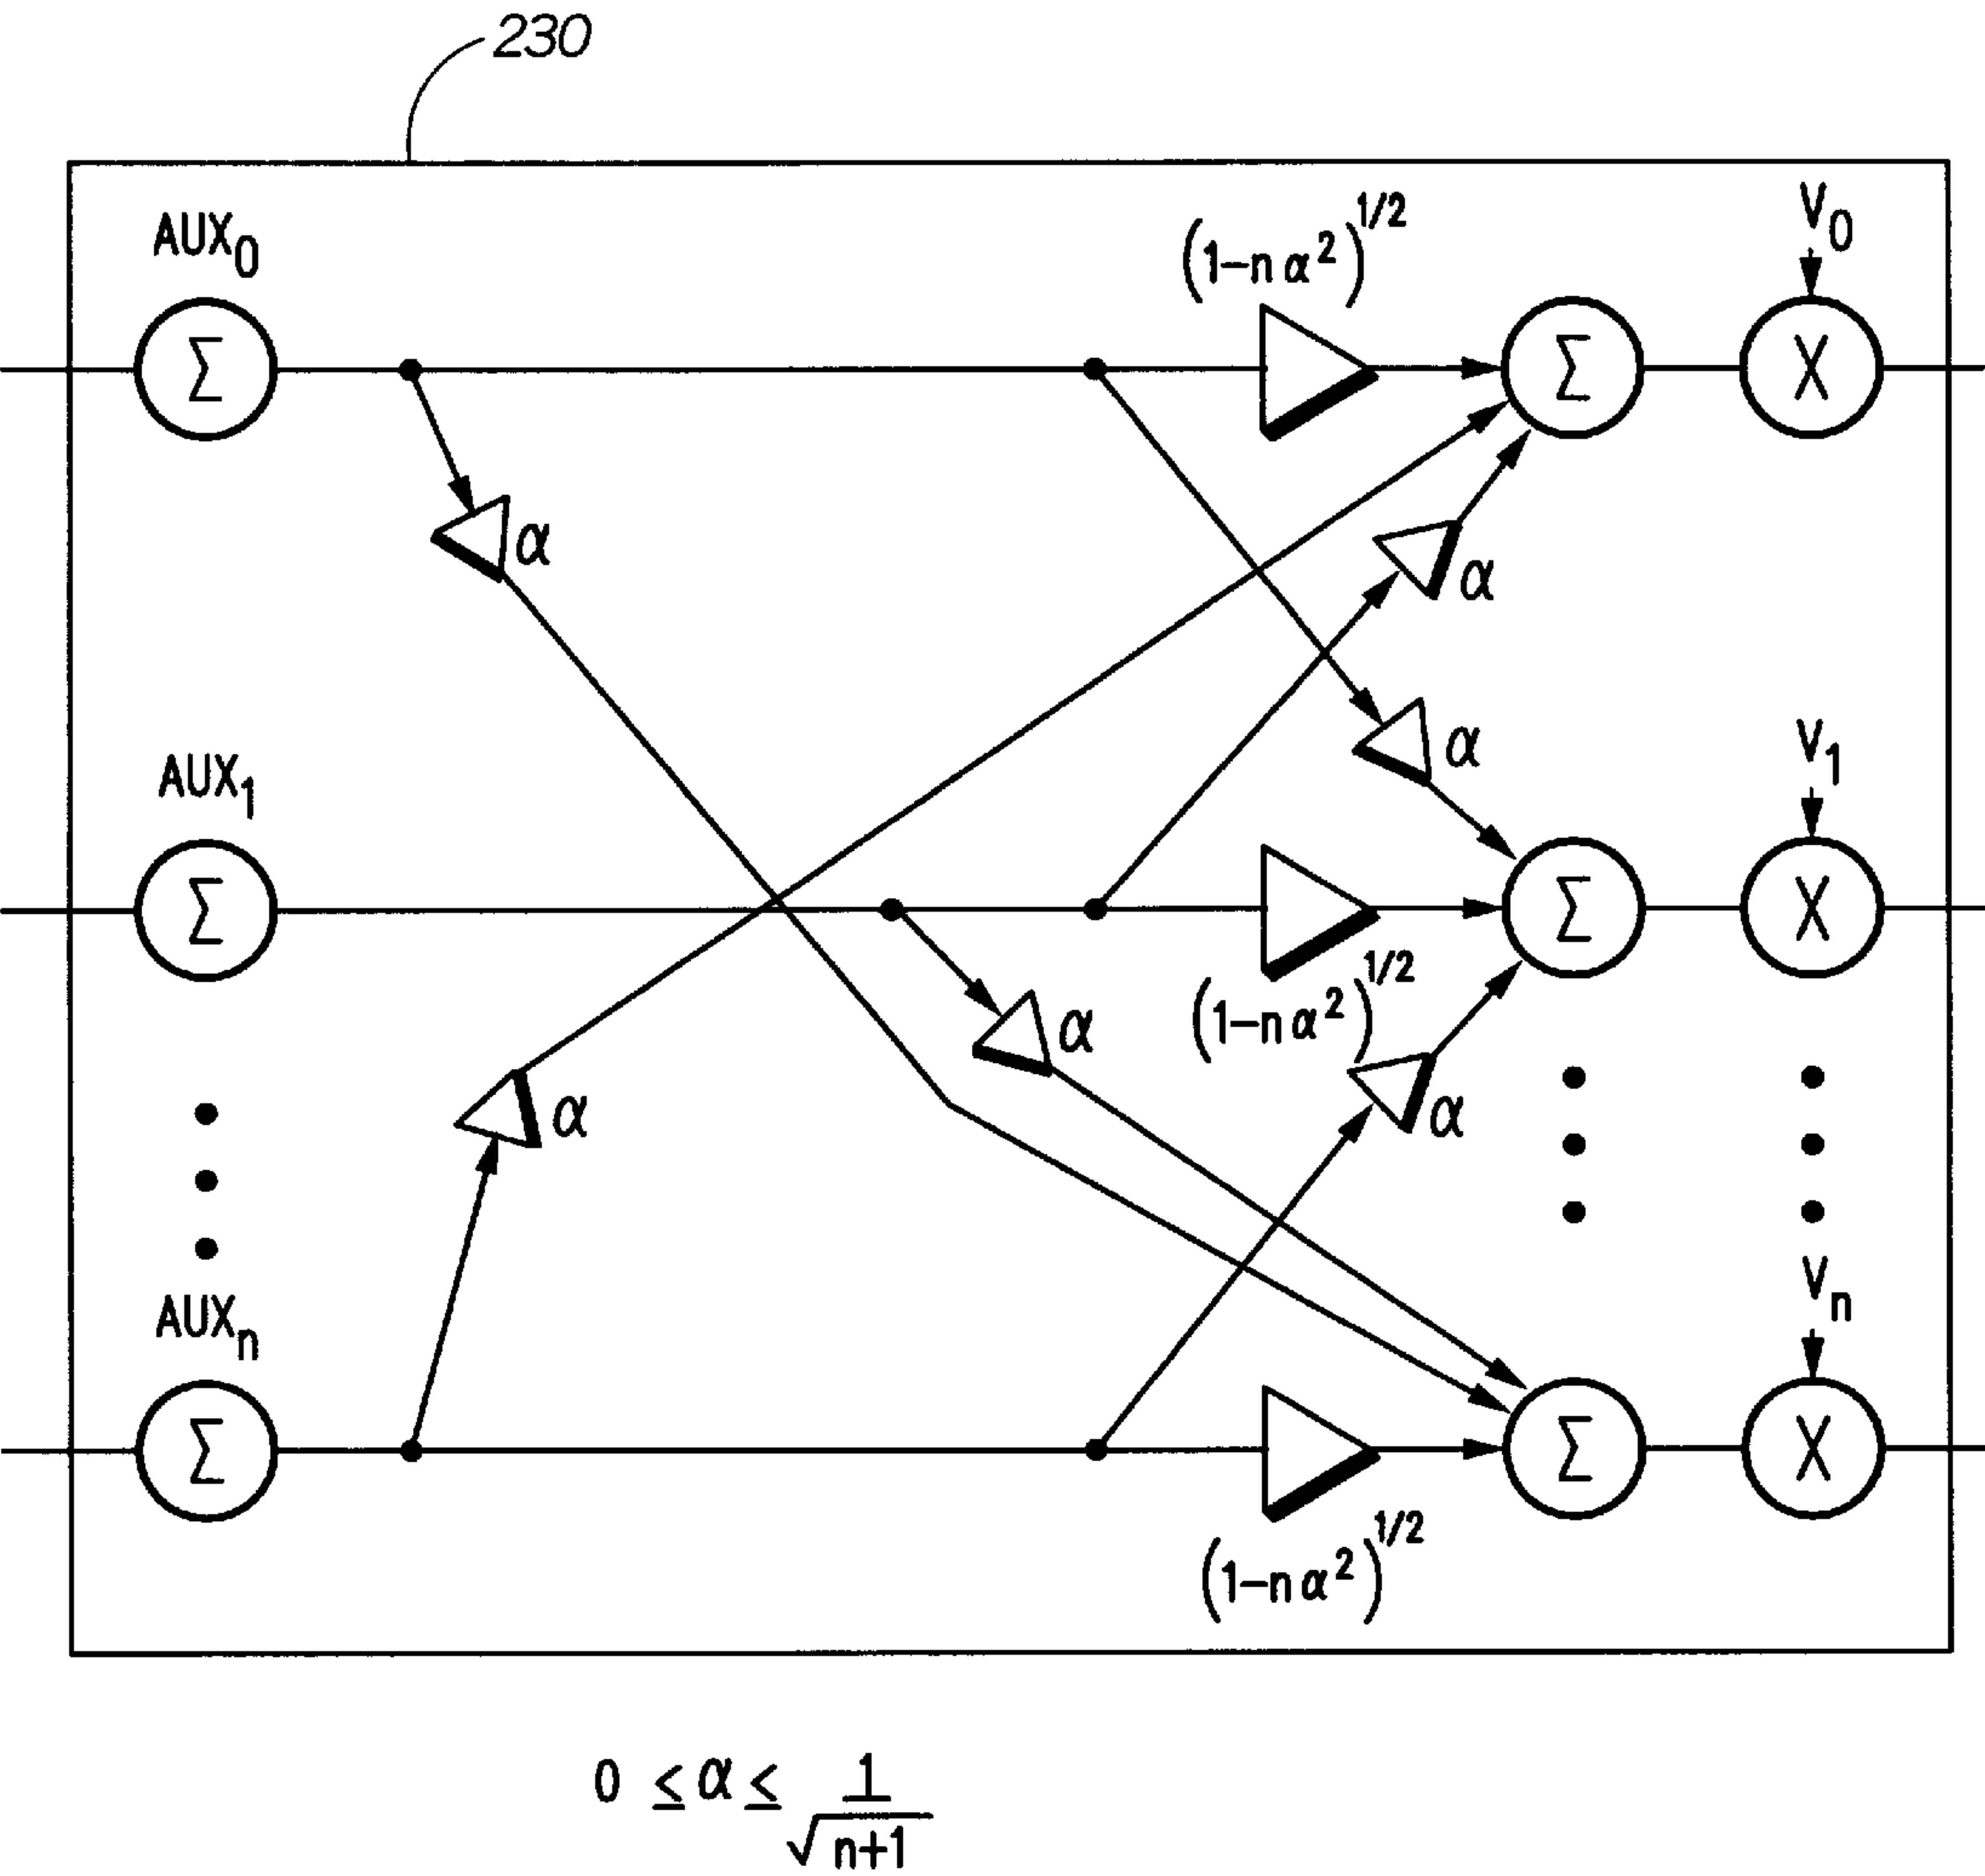 230
AUX₀
(1-nα²)^1/2
V₀
Σ
Σ
X
α
α
α
AUX₁
V₁
Σ
Σ
X
(1-nα²)^1/2
α
α
α
AUXₙ
Vₙ
Σ
Σ
X
(1-nα²)^1/2
0 ≤ α ≤ 1/√n+1